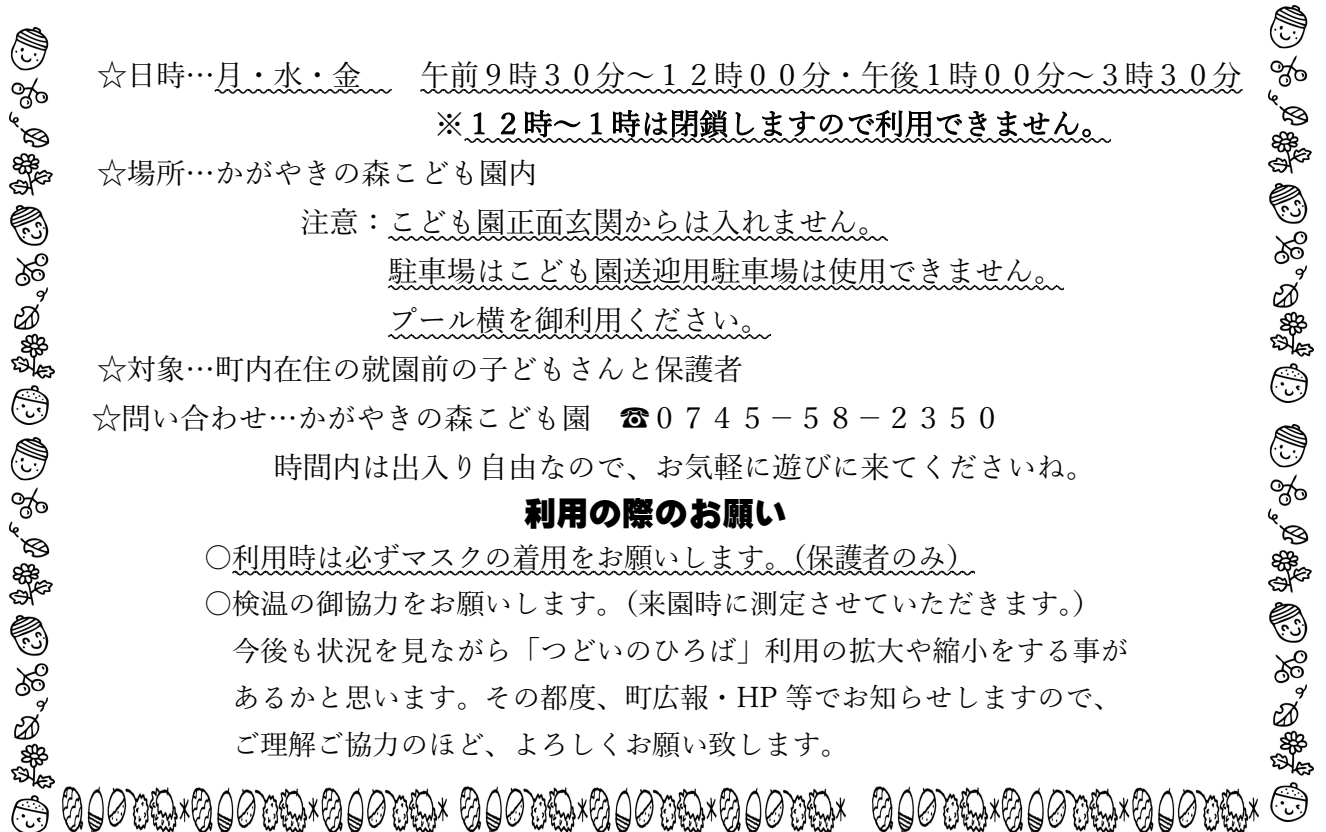 ☆日時…月・水・金　午前９時３０分～１２時００分・午後１時００分～３時３０分
※１２時～１時は閉鎖しますので利用できません。
☆場所…かがやきの森こども園内
注意：こども園正面玄関からは入れません。
駐車場はこども園送迎用駐車場は使用できません。
プール横を御利用ください。
☆対象…町内在住の就園前の子どもさんと保護者
☆問い合わせ…かがやきの森こども園　☎０７４５－５８－２３５０
時間内は出入り自由なので、お気軽に遊びに来てくださいね。
利用の際のお願い
○利用時は必ずマスクの着用をお願いします。（保護者のみ）
○検温の御協力をお願いします。（来園時に測定させていただきます。）
今後も状況を見ながら「つどいのひろば」利用の拡大や縮小をする事が
あるかと思います。その都度、町広報・HP 等でお知らせしますので、
ご理解ご協力のほど、よろしくお願い致します。